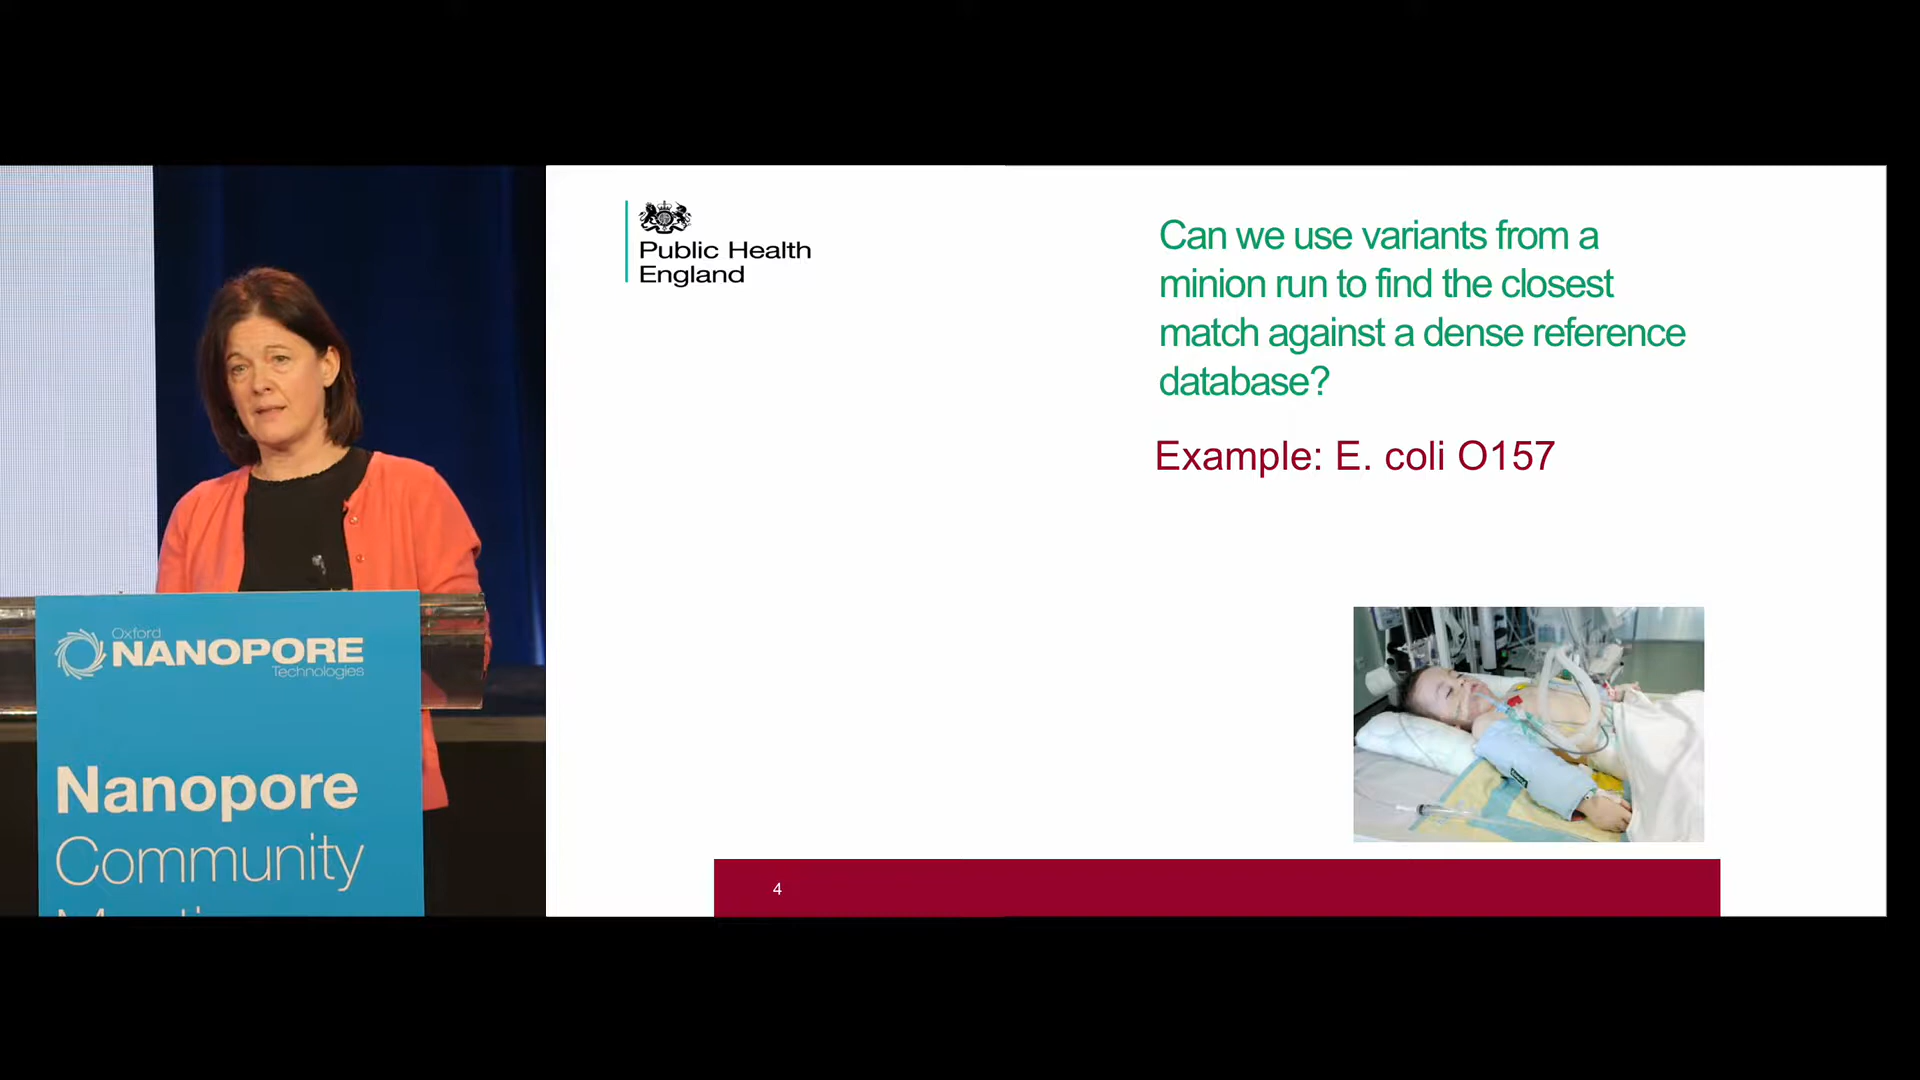 Oxford
NANOPORE
Technologies
Nanopore
Community
Public Health
England
Can we use variants from a
minion run to find the closest
match against a dense reference
database?
Example: E. coli O157
4